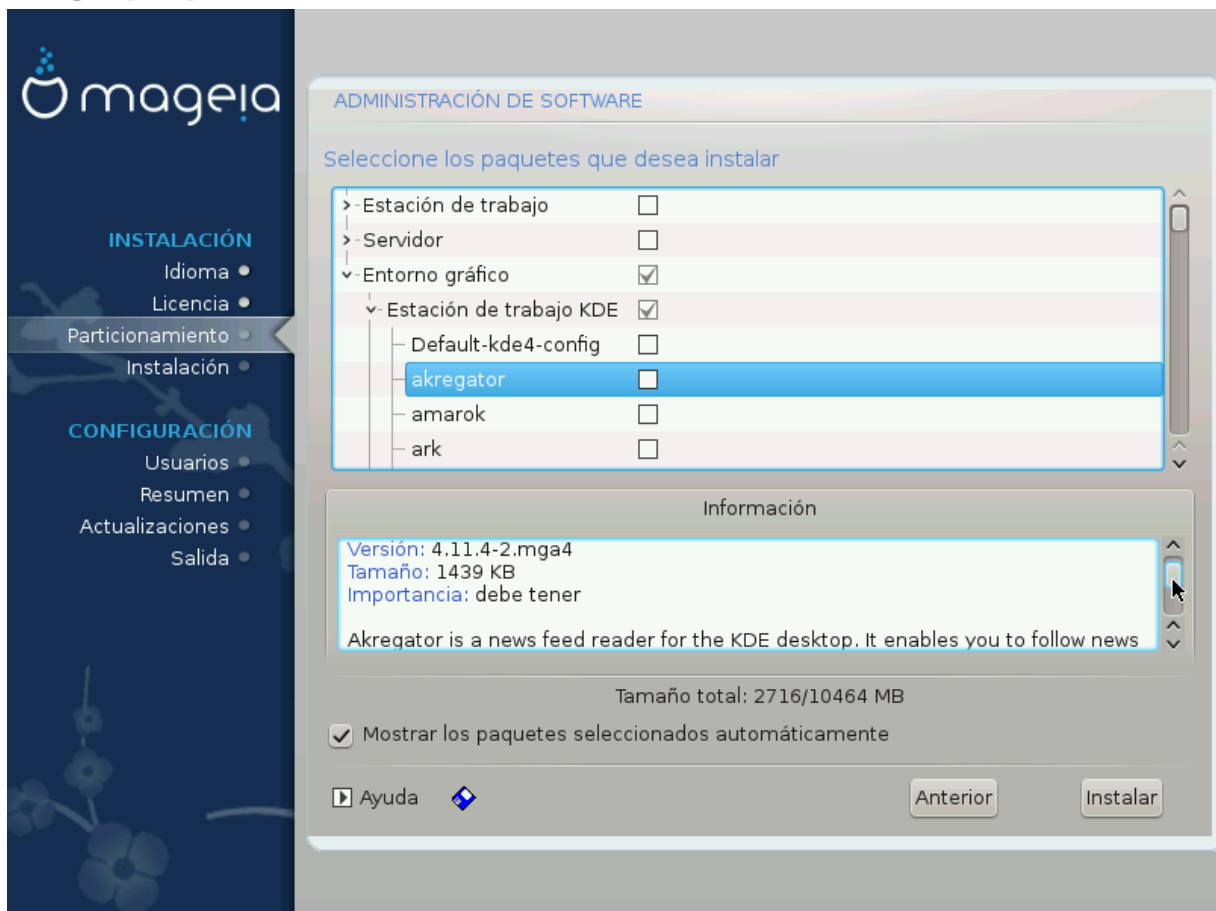 mageia
INSTALACIÓN
Idioma
Licencia
Particionamiento
Instalación
CONFIGURACIÓN
Usuarios
Resumen
Actualizaciones
Salida
ADMINISTRACIÓN DE SOFTWARE
Seleccione los paquetes que desea instalar
Estación de trabajo
Servidor
Entorno gráfico
Estación de trabajo KDE
Default-kde4-config
akregator
amarok
ark
Información
Versión: 4.11.4-2.mga4
Tamaño: 1439 KB
Importancia: debe tener
Akregator is a news feed reader for the KDE desktop. It enables you to follow news
Tamaño total: 2716/10464 MB
Mostrar los paquetes seleccionados automáticamente
Ayuda
Anterior
Instalar